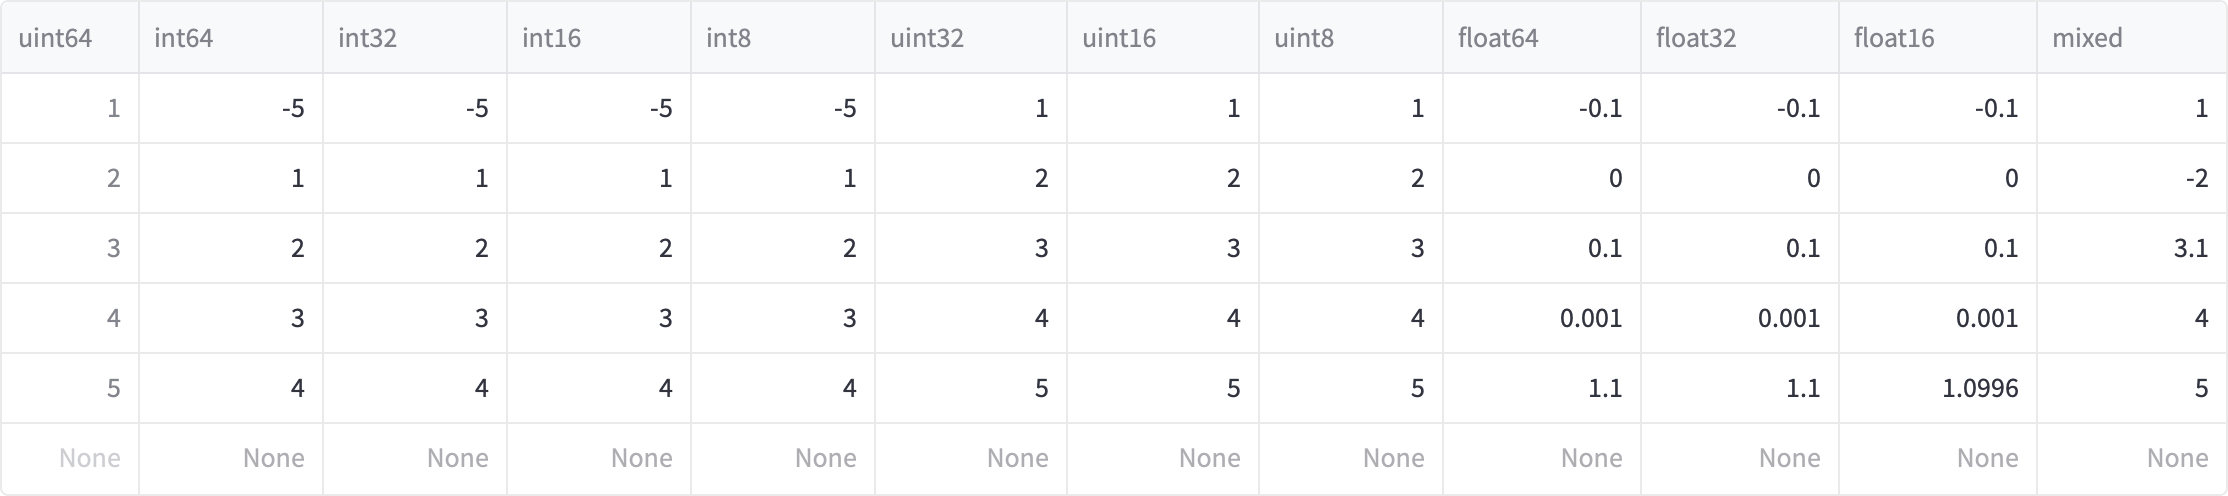 uint64 int64 int32 int16 int8 uint32 uint16 uint8 float64 float32 float16 mixed
1 -5 -5 -5 -5 1 1 1 -0.1 -0.1 -0.1 1
2 1 1 1 1 2 2 2 0 0 0 -2
3 2 2 2 2 3 3 3 0.1 0.1 0.1 3.1
4 3 3 3 3 4 4 4 0.001 0.001 0.001 4
5 4 4 4 4 5 5 5 1.1 1.1 1.0996 5
None None None None None None None None None None None None